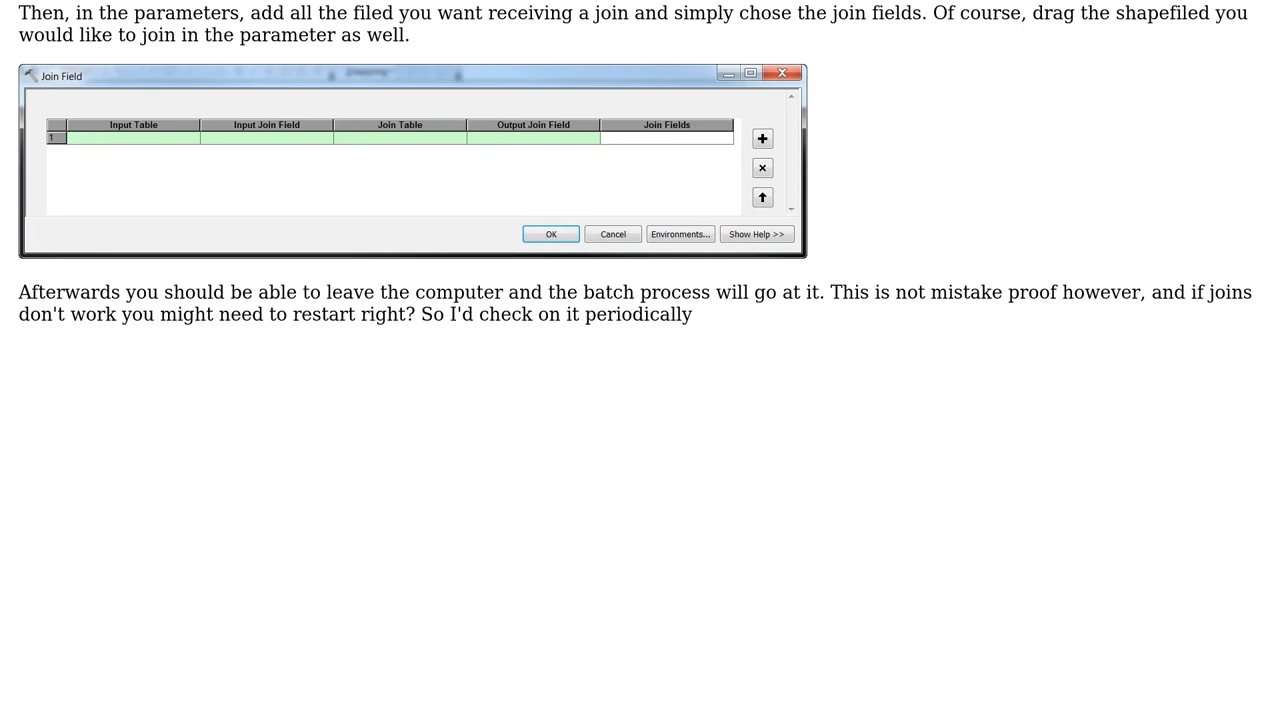 Then, in the parameters, add all the filed you want receiving a join and simply chose the join fields. Of course, drag the shapefiled you
would like to join in the parameter as well.
Join Field
Input Table Input Join Field Join Table Output Join Field Join Fields
1
OK Cancel Environments... Show Help >>
Afterwards you should be able to leave the computer and the batch process will go at it. This is not mistake proof however, and if joins
don't work you might need to restart right? So I'd check on it periodically